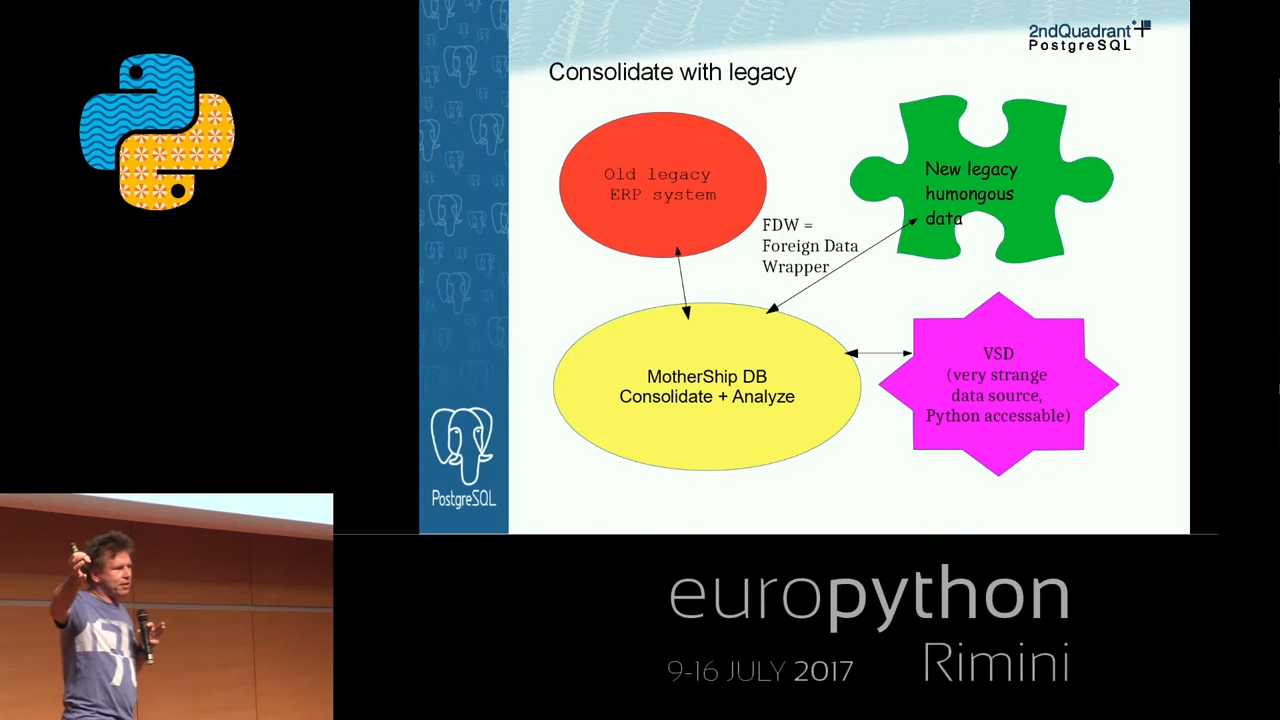 2ndQuadrant
PostgreSQL
Consolidate with legacy
Old legacy
ERP system
New legacy
humongous
data
FDW =
Foreign Data
Wrapper
MotherShip DB
Consolidate + Analyze
VSD
(very strange
data source,
Python accessable)
PostgreSQL
europython
Rimini
9-16 JULY 2017